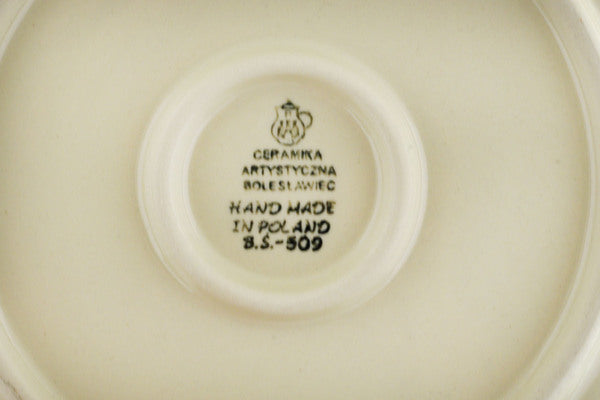 CERAMIKA
ARTYSTYCZNA
BOLESŁAWIEC
HAND MADE
IN POLAND
B.Ś.-509